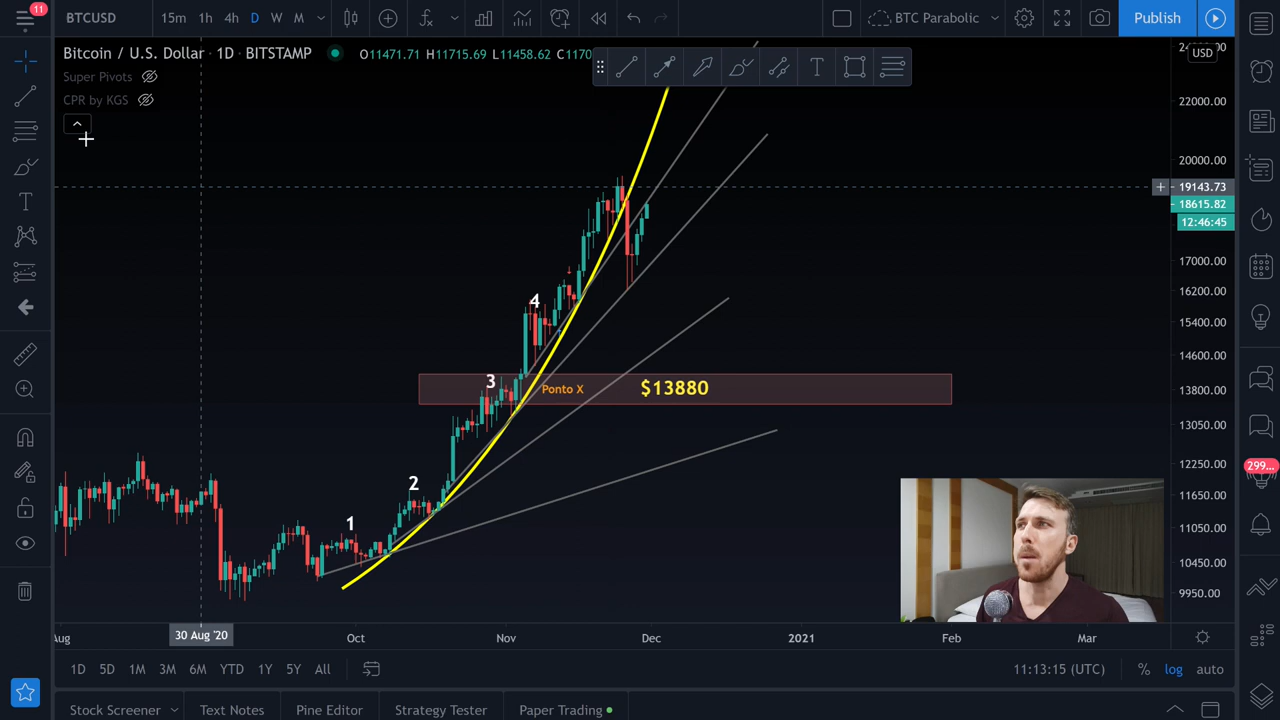 11
BTCUSD
15m 1h 4h D W M
BTC Parabolic
Publish
Bitcoin / U.S. Dollar · 1D · BITSTAMP
O11471.71 H11715.69 L11458.62 C1170
USD
Super Pivots
CPR by KGS
22000.00
20000.00
19143.73
18615.82
12:46:45
17000.00
16200.00
4
15400.00
14600.00
3
Ponto X
$13880
13800.00
13050.00
12250.00
299...
2
11650.00
1
11050.00
10450.00
9950.00
Aug
30 Aug '20
Oct
Nov
Dec
2021
Feb
Mar
1D 5D 1M 3M 6M YTD 1Y 5Y All
11:13:15 (UTC)
% log auto
Stock Screener
Text Notes
Pine Editor
Strategy Tester
Paper Trading